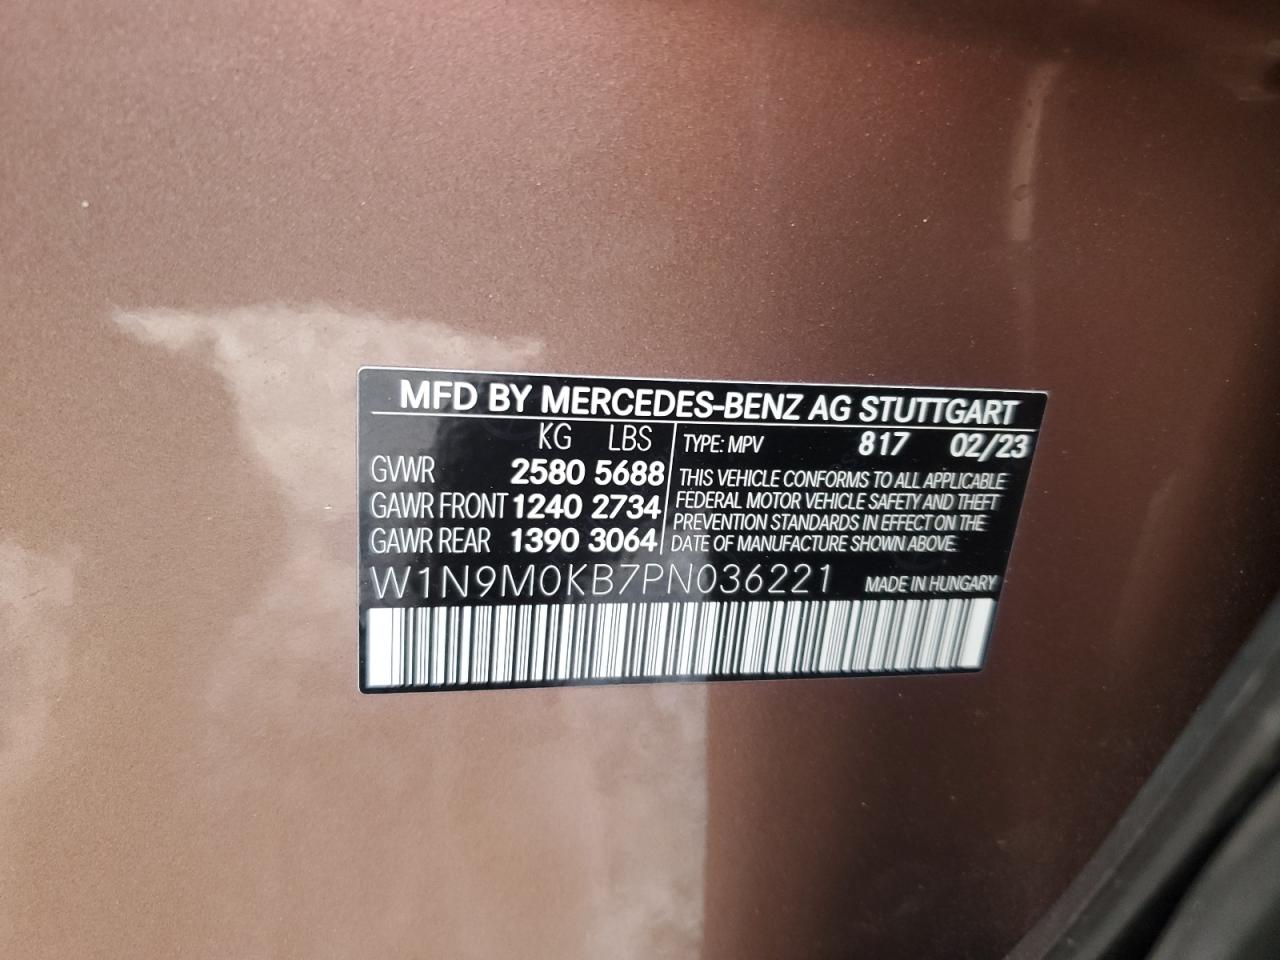 MFD BY MERCEDES-BENZ AG STUTTGART
KG LBS
GVWR 2580 5688
GAWR FRONT 1240 2734
GAWR REAR 1390 3064
TYPE: MPV 817 02/23
THIS VEHICLE CONFORMS TO ALL APPLICABLE
FEDERAL MOTOR VEHICLE SAFETY AND THEFT
PREVENTION STANDARDS IN EFFECT ON THE
DATE OF MANUFACTURE SHOWN ABOVE.
W1N9M0KB7PN036221 MADE IN HUNGARY